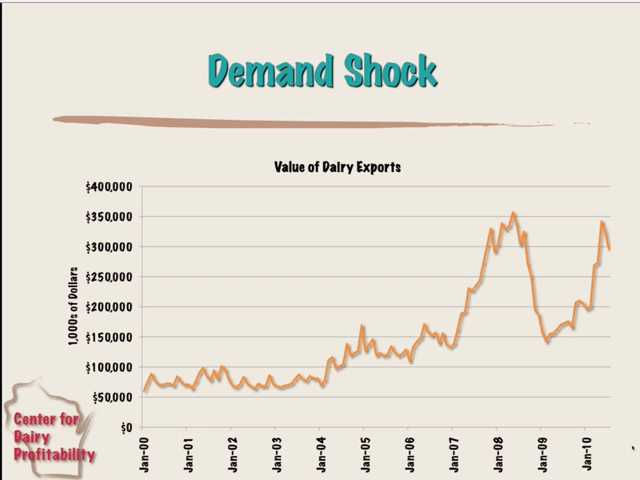 Demand Shock
Value of Dairy Exports
1,000s of Dollars
$400,000
$350,000
$300,000
$250,000
$200,000
$150,000
$100,000
$50,000
$0
Jan-00
Jan-01
Jan-02
Jan-03
Jan-04
Jan-05
Jan-06
Jan-07
Jan-08
Jan-09
Jan-10
Center for
Dairy
Profitability